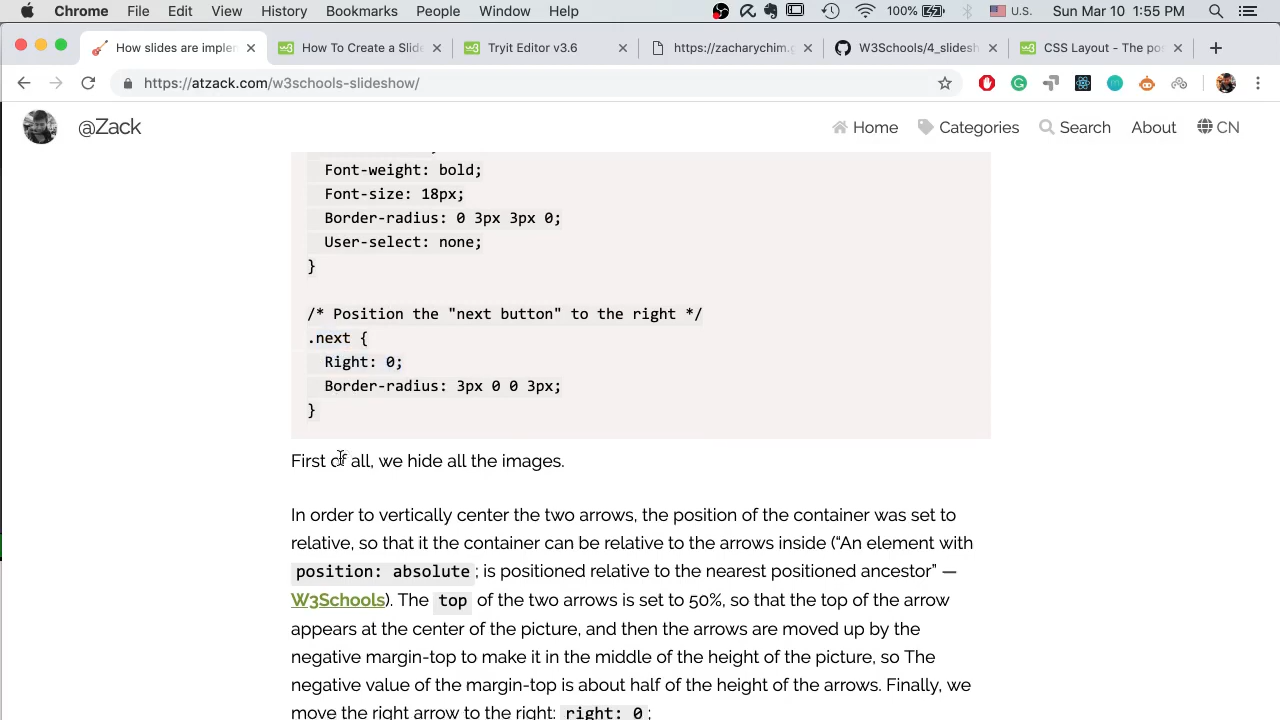 Chrome File Edit View History Bookmarks People Window Help 100% U.S. Sun Mar 10 1:55 PM
How slides are implem How To Create a Slide Tryit Editor v3.6 https://zacharychim.g W3Schools/4_slidesh CSS Layout - The po
https://atzack.com/w3schools-slideshow/
@Zack Home Categories Search About CN
Font-weight: bold;
Font-size: 18px;
Border-radius: 0 3px 3px 0;
User-select: none;
}
/* Position the "next button" to the right */
.next {
Right: 0;
Border-radius: 3px 0 0 3px;
}
First of all, we hide all the images.
In order to vertically center the two arrows, the position of the container was set to
relative, so that it the container can be relative to the arrows inside (“An element with
position: absolute; is positioned relative to the nearest positioned ancestor” —
W3Schools). The top of the two arrows is set to 50%, so that the top of the arrow
appears at the center of the picture, and then the arrows are moved up by the
negative margin-top to make it in the middle of the height of the picture, so The
negative value of the margin-top is about half of the height of the arrows. Finally, we
move the right arrow to the right: right: 0;